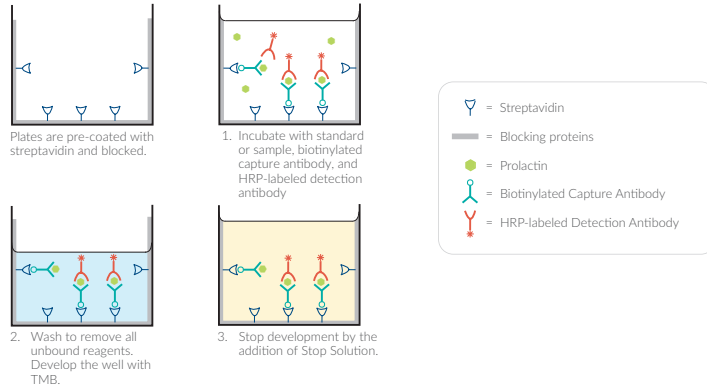 Plates are pre-coated with
streptavidin and blocked.
1. Incubate with standard
or sample, biotinylated
capture antibody, and
HRP-labeled detection
antibody
2. Wash to remove all
unbound reagents.
Develop the well with
TMB.
3. Stop development by the
addition of Stop Solution.
= Streptavidin
= Blocking proteins
= Prolactin
= Biotinylated Capture Antibody
= HRP-labeled Detection Antibody